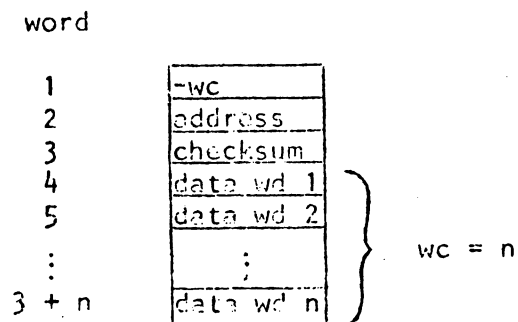 word
1 -wc
2 address
3 checksum
4 data wd 1
5 data wd 2
⋮ ⋮
3 + n data wd n
wc = n